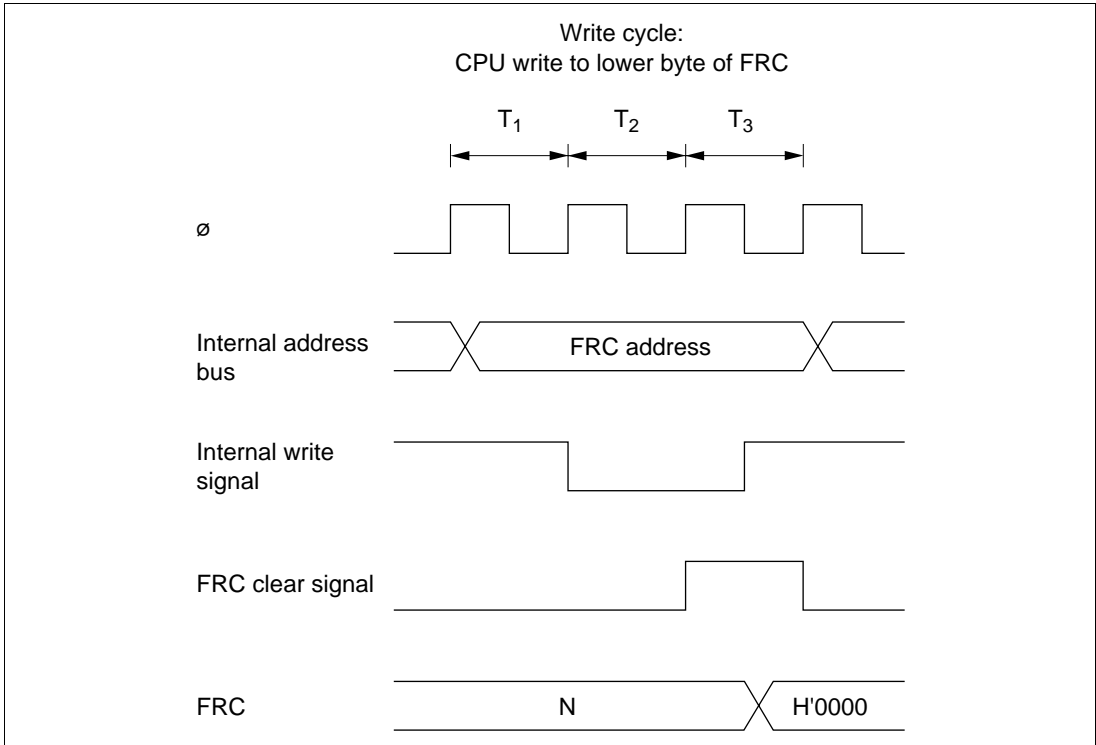 Write cycle:
CPU write to lower byte of FRC
T1 T2 T3
ø
Internal address
bus
FRC address
Internal write
signal
FRC clear signal
FRC N H'0000